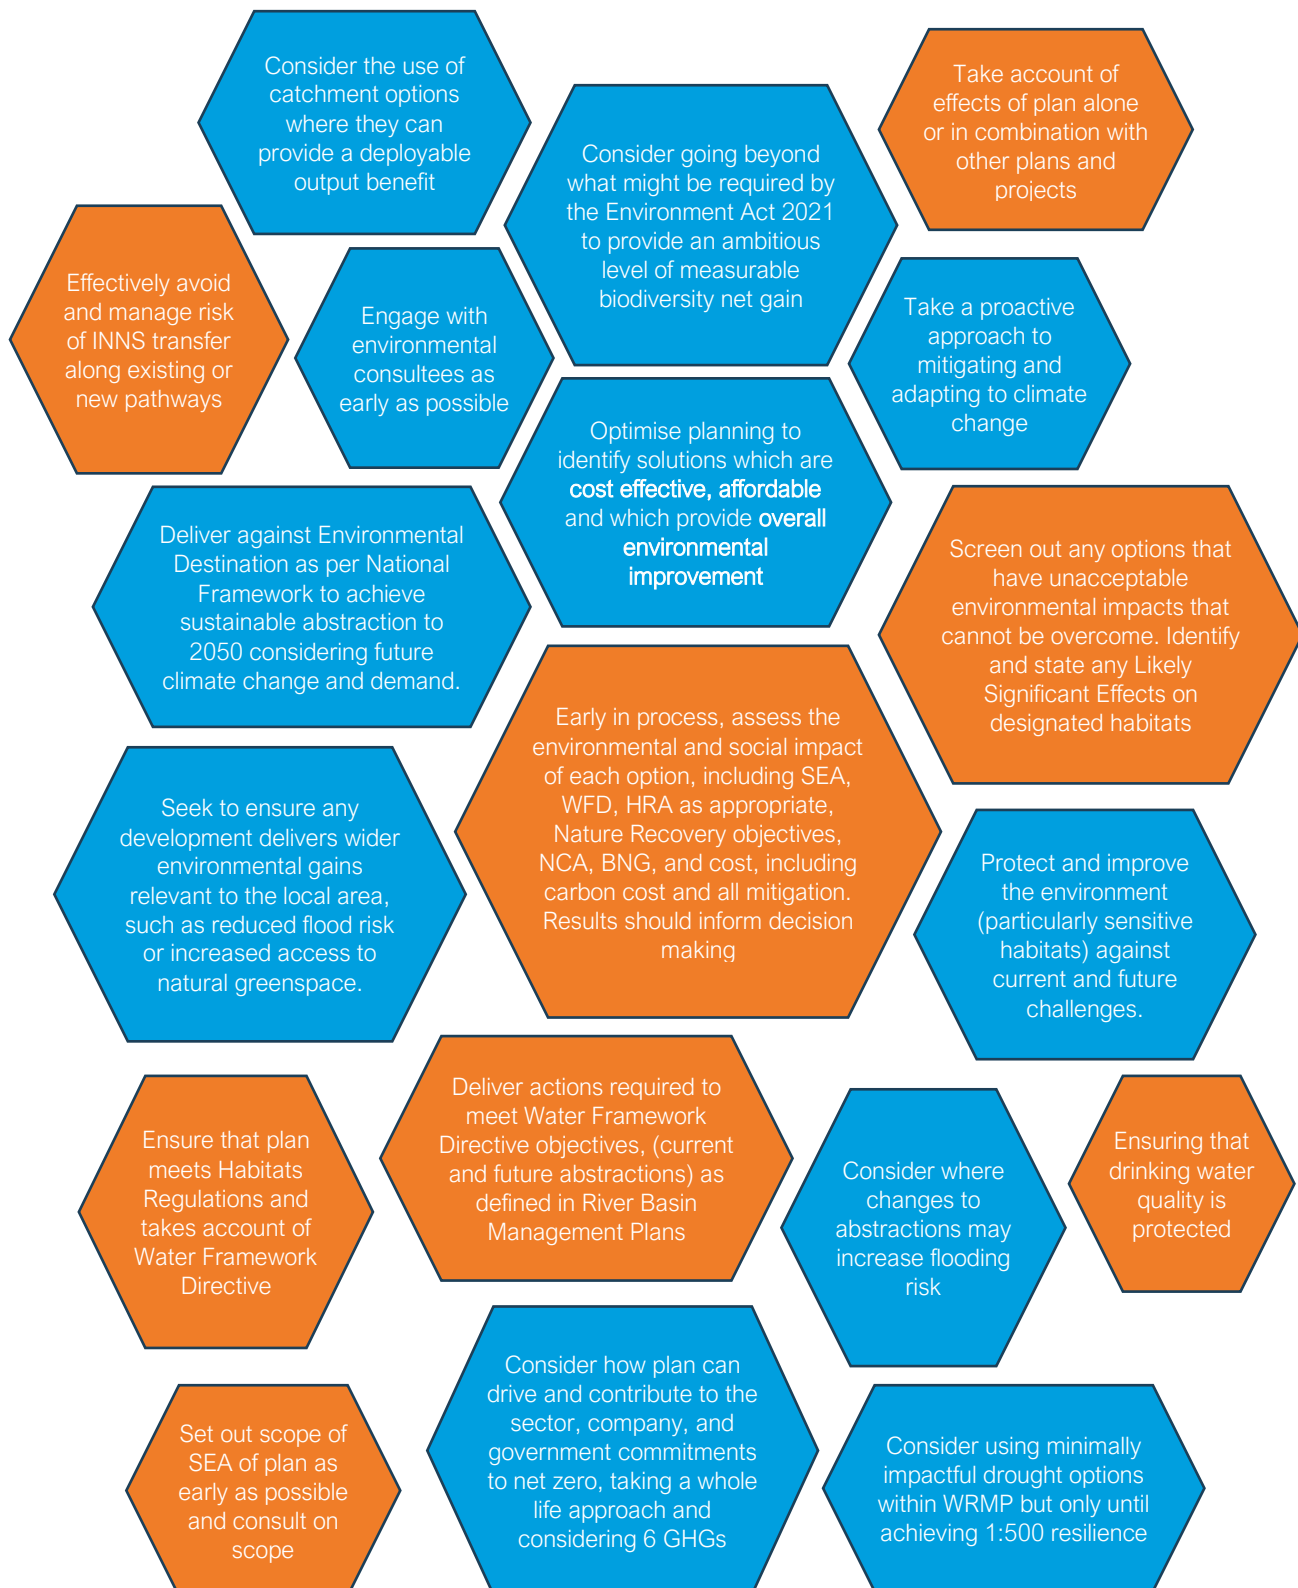 Consider the use of
catchment options
where they can
provide a deployable
output benefit
Consider going beyond
what might be required by
the Environment Act 2021
to provide an ambitious
level of measurable
biodiversity net gain
Take account of
effects of plan alone
or in combination with
other plans and
projects
Effectively avoid
and manage risk
of INNS transfer
along existing or
new pathways
Engage with
environmental
consultees as
early as possible
Take a proactive
approach to
mitigating and
adapting to climate
change
Optimise planning to
identify solutions which are
cost effective, affordable
and which provide overall
environmental
improvement
Deliver against Environmental
Destination as per National
Framework to achieve
sustainable abstraction to
2050 considering future
climate change and demand.
Screen out any options that
have unacceptable
environmental impacts that
cannot be overcome. Identify
and state any Likely
Significant Effects on
designated habitats
Early in process, assess the
environmental and social impact
of each option, including SEA,
WFD, HRA as appropriate,
Nature Recovery objectives,
NCA, BNG, and cost, including
carbon cost and all mitigation.
Results should inform decision
making
Seek to ensure any
development delivers wider
environmental gains
relevant to the local area,
such as reduced flood risk
or increased access to
natural greenspace.
Protect and improve
the environment
(particularly sensitive
habitats) against
current and future
challenges.
Deliver actions required to
meet Water Framework
Directive objectives, (current
and future abstractions) as
defined in River Basin
Management Plans
Ensure that plan
meets Habitats
Regulations and
takes account of
Water Framework
Directive
Consider where
changes to
abstractions may
increase flooding
risk
Ensuring that
drinking water
quality is
protected
Set out scope of
SEA of plan as
early as possible
and consult on
scope
Consider how plan can
drive and contribute to the
sector, company, and
government commitments
to net zero, taking a whole
life approach and
considering 6 GHGs
Consider using minimally
impactful drought options
within WRMP but only until
achieving 1:500 resilience